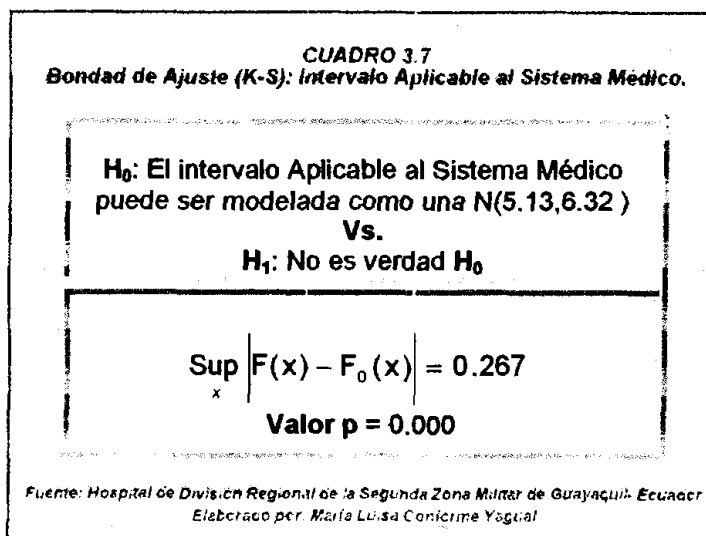 CUADRO 3.7
Bondad de Ajuste (K-S): Intervalo Aplicable al Sistema Médico.
H₀: El intervalo Aplicable al Sistema Médico
puede ser modelada como una N(5.13,6.32 )
Vs.
H₁: No es verdad H₀
Sup |F(x) − F₀(x)| = 0.267
x
Valor p = 0.000
Fuente: Hospital de División Regional de la Segunda Zona Militar de Guayaquil- Ecuador
Elaborado por: María Luisa Conforme Yagual